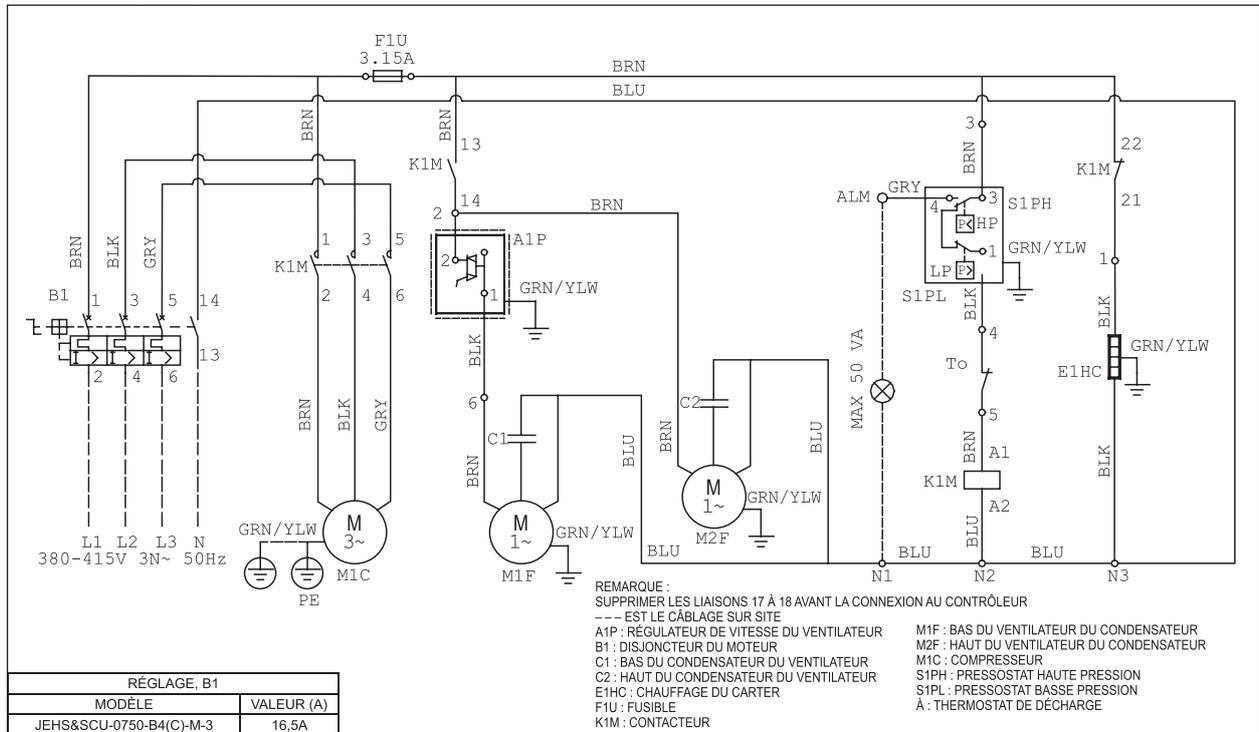 F1U
3.15A
BRN
BLU
BRN
BRN
BRN
BLK
GRY
13
K1M
14
2
BRN
2
A1P
1
GRN/YLW
BLK
6
BRN
C1
BLU
M
1~
GRN/YLW
M1F
C2
BRN
BLU
M
1~
GRN/YLW
M2F
B1
1
3
5
14
13
2
4
6
K1M
1
3
5
2
4
6
BRN
BLK
GRY
M
3~
GRN/YLW
M1C
PE
L1
L2
L3
N
380-415V 3N~ 50Hz
3
BRN
ALM
GRY
4
3
S1PH
P<
HP
1
GRN/YLW
LP
P>
S1PL
BLK
4
To
5
BRN
A1
K1M
A2
BLU
MAX 50 VA
22
K1M
21
1
BLK
GRN/YLW
E1HC
BLK
BLU
BLU
BLU
N1
N2
N3
REMARQUE :
SUPPRIMER LES LIAISONS 17 À 18 AVANT LA CONNEXION AU CONTRÔLEUR
--- EST LE CÂBLAGE SUR SITE
A1P : RÉGULATEUR DE VITESSE DU VENTILATEUR
B1 : DISJONCTEUR DU MOTEUR
C1 : BAS DU CONDENSATEUR DU VENTILATEUR
C2 : HAUT DU CONDENSATEUR DU VENTILATEUR
E1HC : CHAUFFAGE DU CARTER
F1U : FUSIBLE
K1M : CONTACTEUR
M1F : BAS DU VENTILATEUR DU CONDENSATEUR
M2F : HAUT DU VENTILATEUR DU CONDENSATEUR
M1C : COMPRESSEUR
S1PH : PRESSOSTAT HAUTE PRESSION
S1PL : PRESSOSTAT BASSE PRESSION
À : THERMOSTAT DE DÉCHARGE
RÉGLAGE, B1
MODÈLE VALEUR (A)
JEHS&SCU-0750-B4(C)-M-3 16,5A